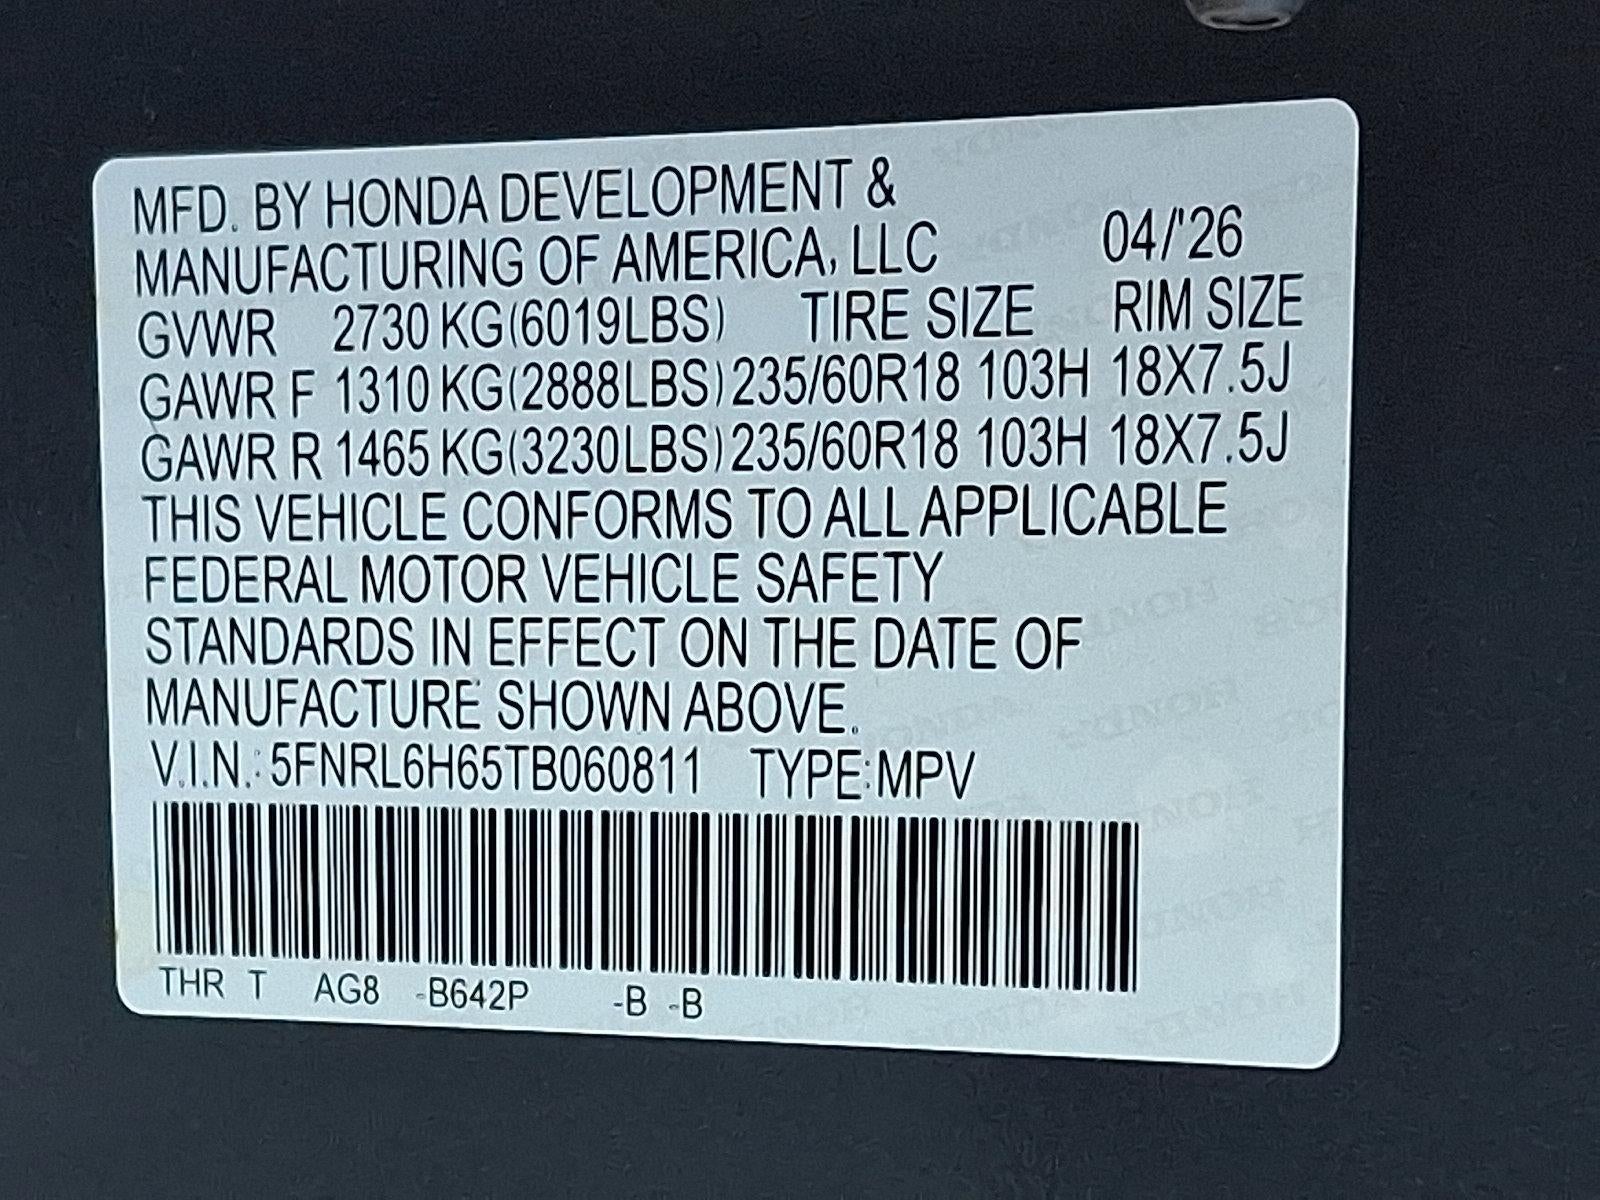 MFD. BY HONDA DEVELOPMENT &
MANUFACTURING OF AMERICA, LLC 04/'26
GVWR 2730 KG(6019LBS) TIRE SIZE RIM SIZE
GAWR F 1310 KG(2888LBS) 235/60R18 103H 18X7.5J
GAWR R 1465 KG(3230LBS) 235/60R18 103H 18X7.5J
THIS VEHICLE CONFORMS TO ALL APPLICABLE
FEDERAL MOTOR VEHICLE SAFETY
STANDARDS IN EFFECT ON THE DATE OF
MANUFACTURE SHOWN ABOVE.
V.I.N.: 5FNRL6H65TB060811 TYPE:MPV
THR T AG8 -B642P -B -B